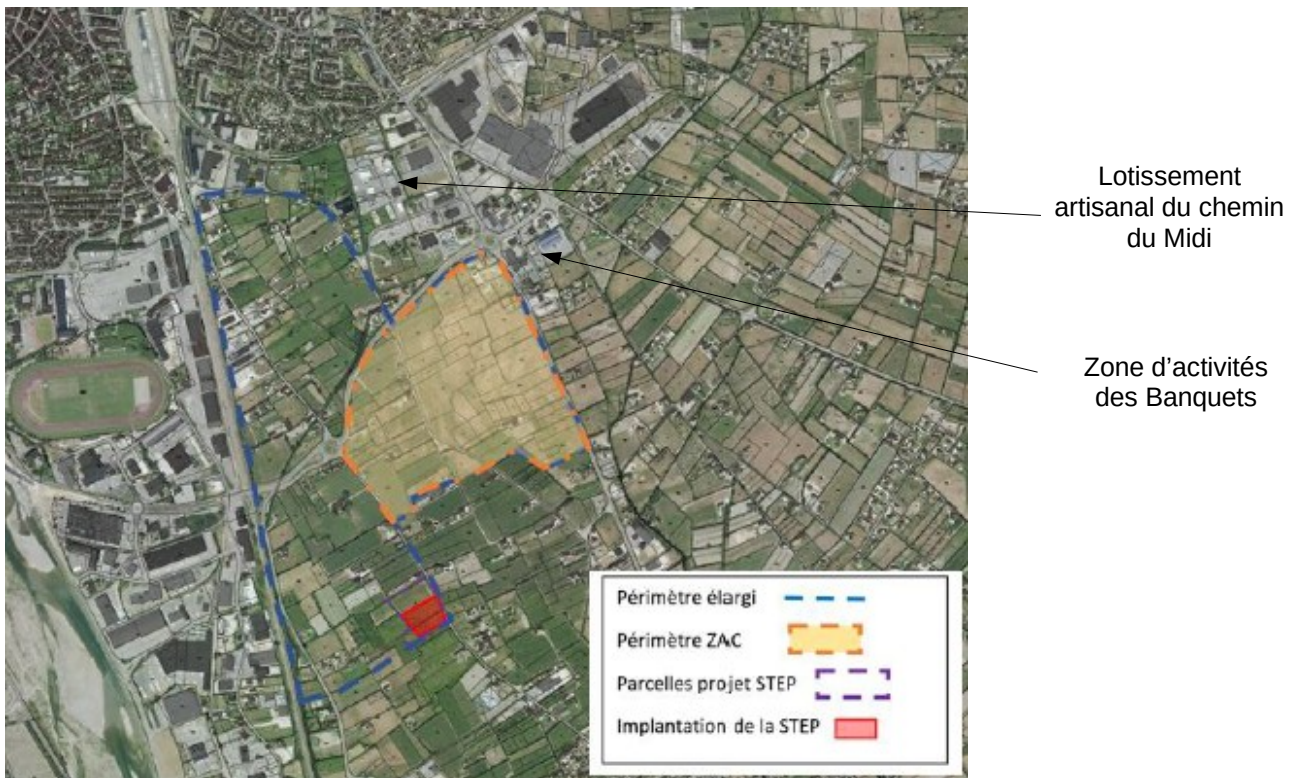 Lotissement
artisanal du chemin
du Midi
Zone d’activités
des Banquets
Périmètre élargi
Périmètre ZAC
Parcelles projet STEP
Implantation de la STEP